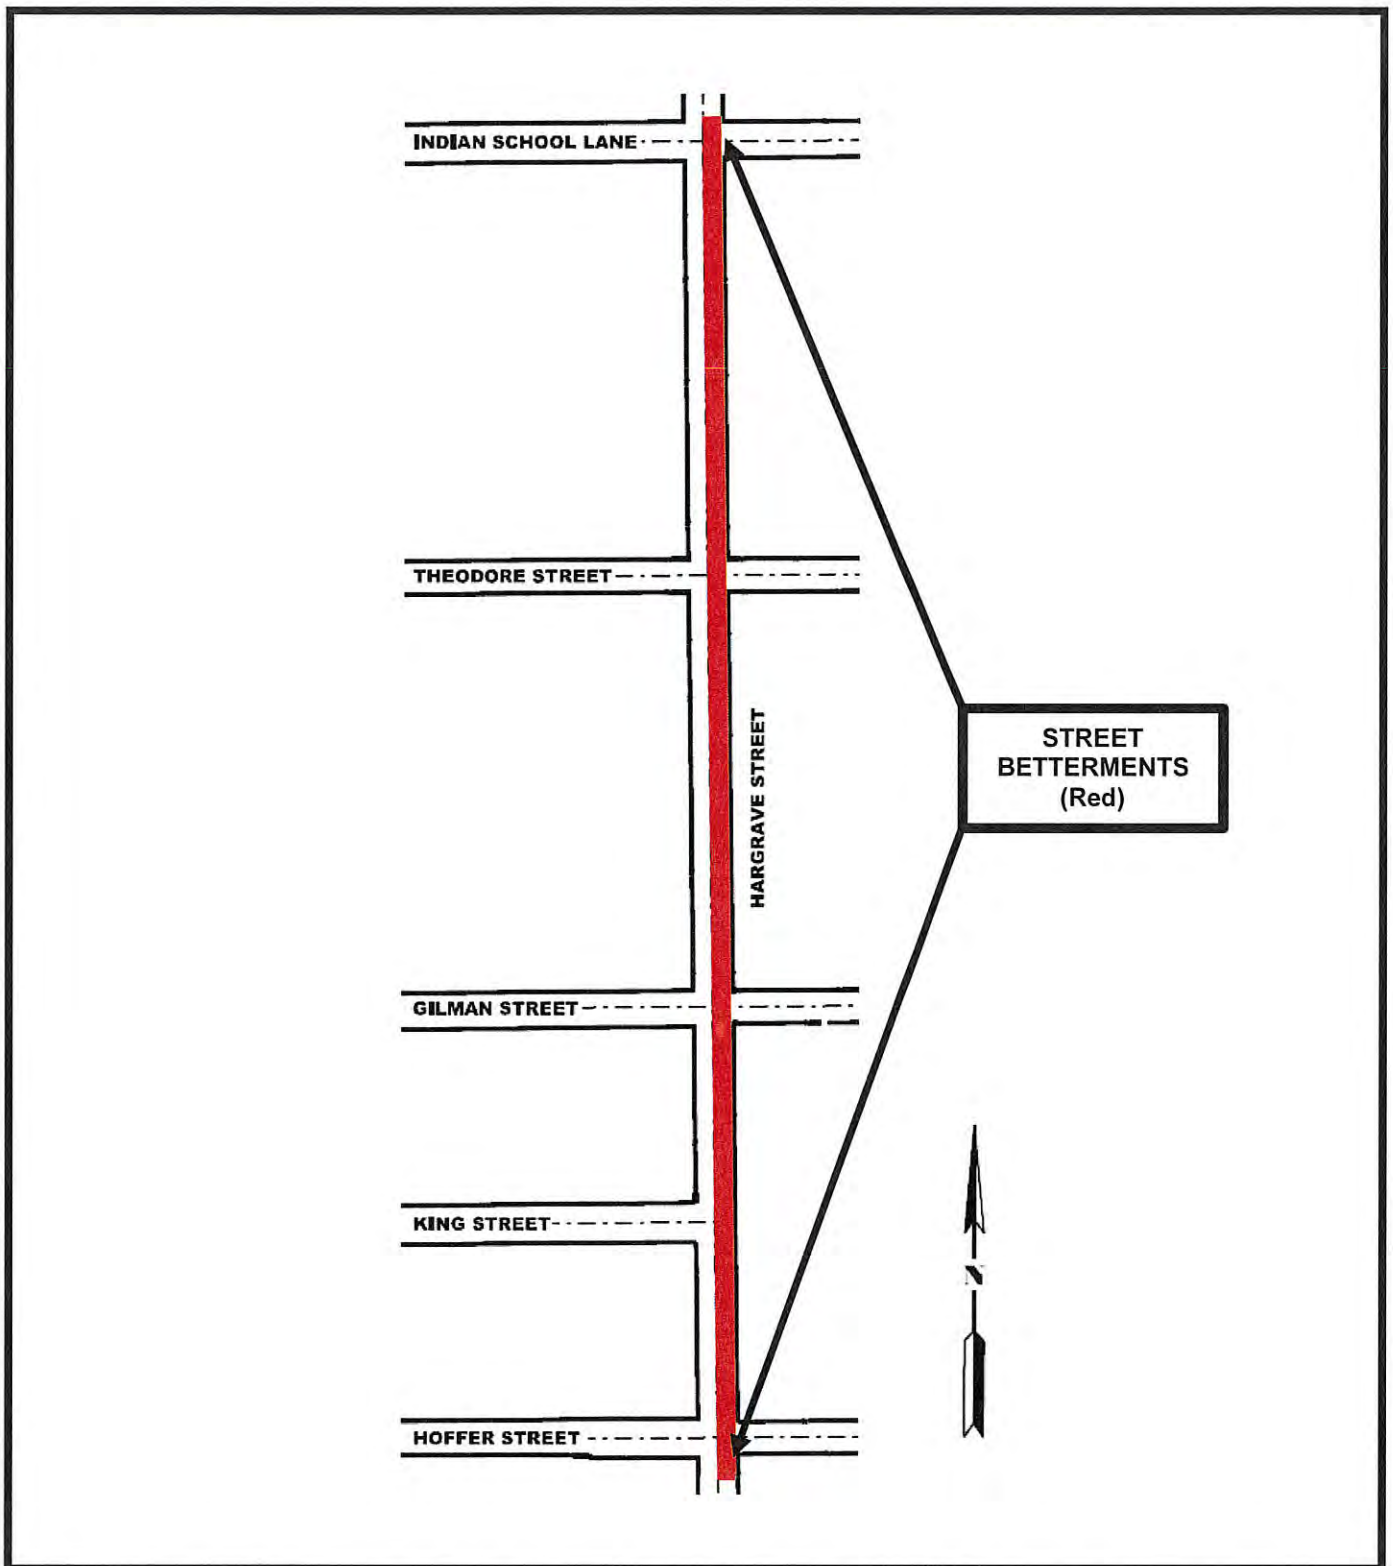 INDIAN SCHOOL LANE
THEODORE STREET
HARGRAVE STREET
STREET
BETTERMENTS
(Red)
GILMAN STREET
KING STREET
N
HOFFER STREET